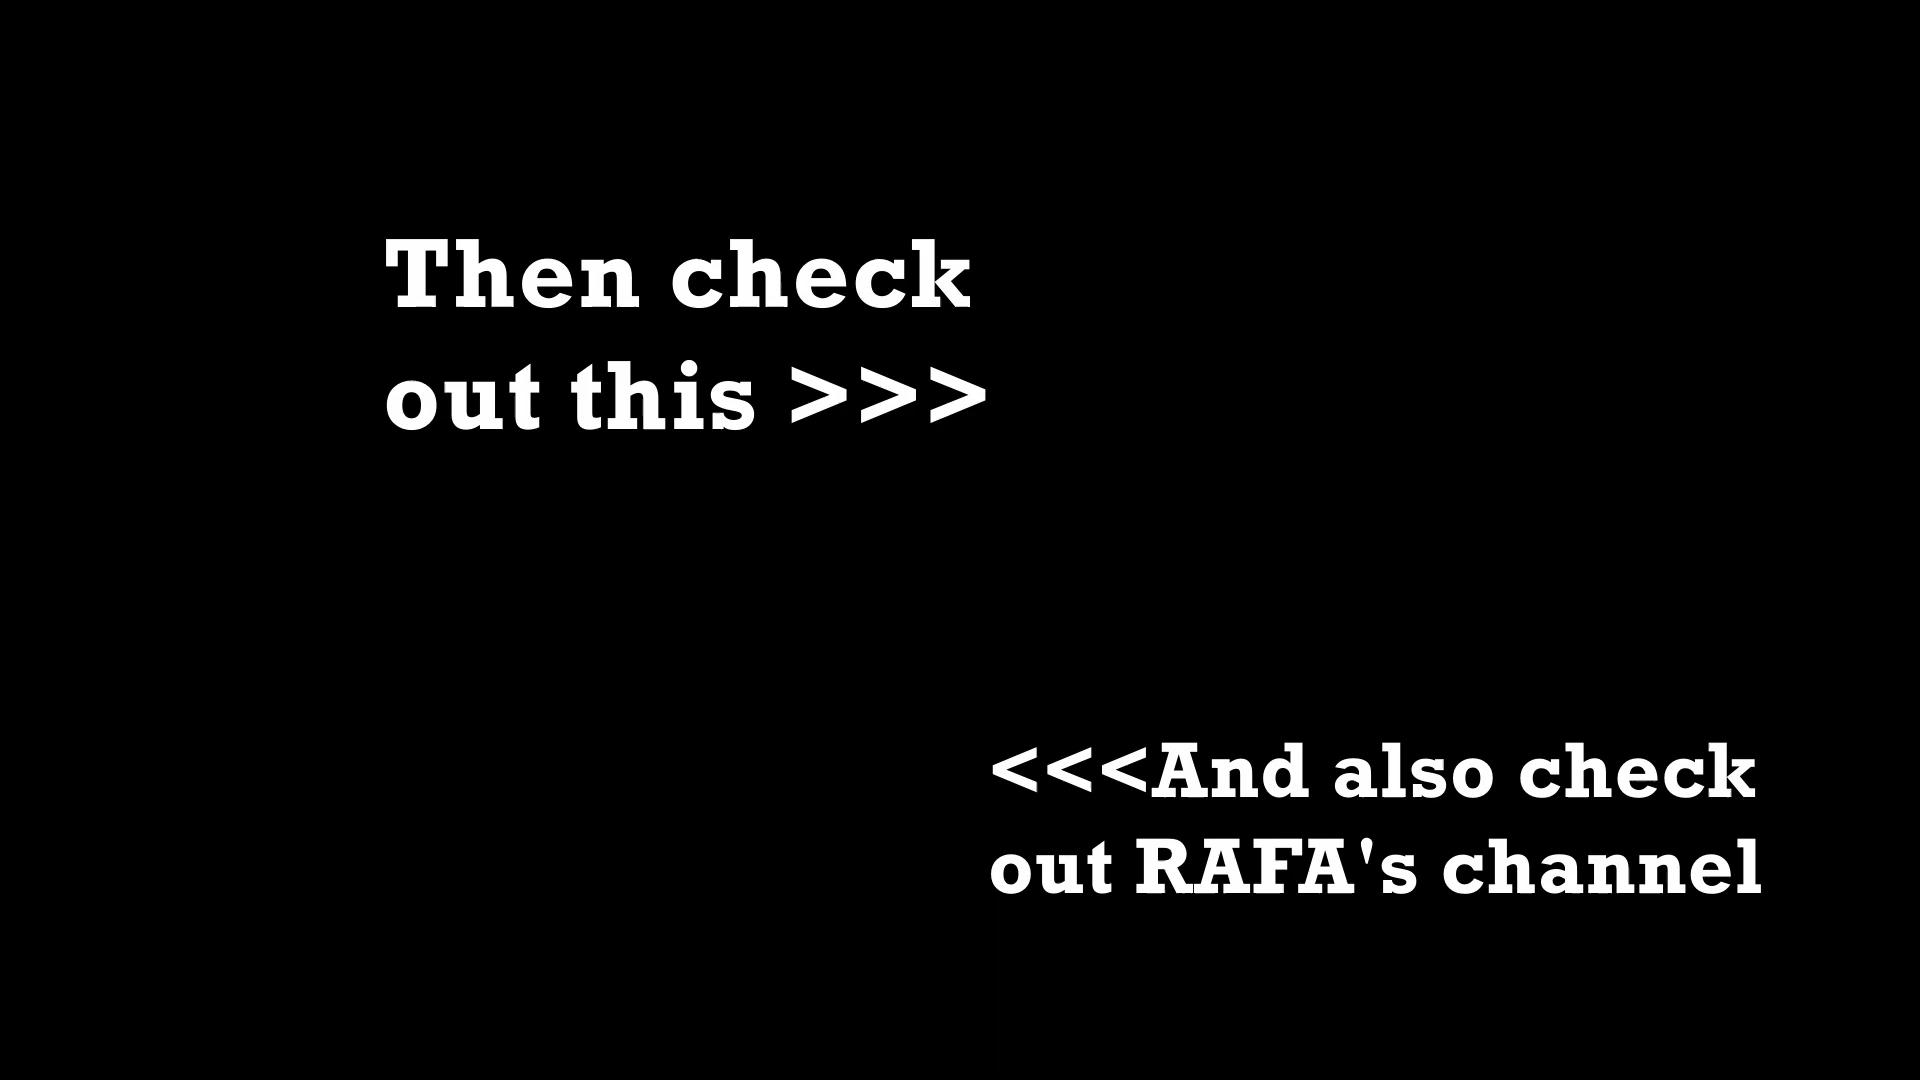 Then check
out this >>>
<<<And also check
out RAFA's channel